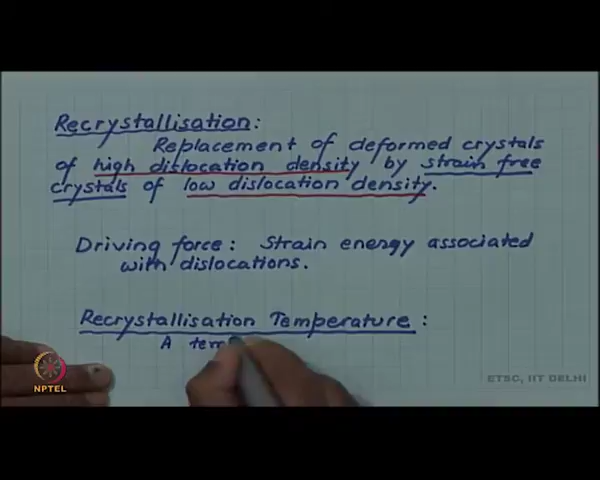 Recrystallisation:
Replacement of deformed crystals
of high dislocation density by strain free
crystals of low dislocation density.
Driving force: Strain energy associated
with dislocations.
Recrystallisation Temperature:
A tem
NPTEL
ETSC, IIT DELHI